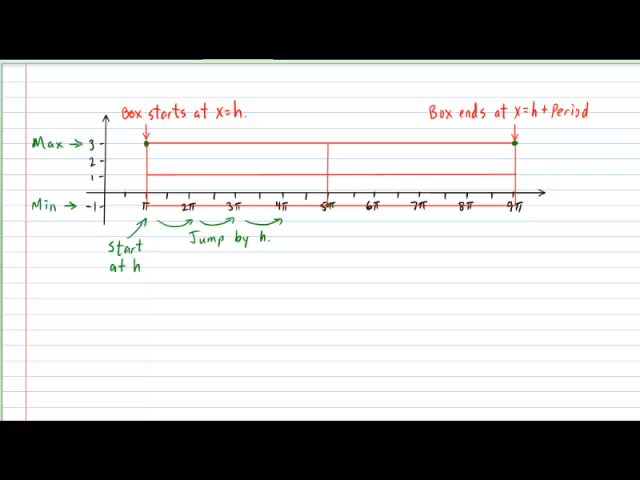 Box starts at x=h.
Box ends at x=h+Period
Max → 3
2
1
Min → -1
π 2π 3π 4π 5π 6π 7π 8π 9π
Start
at h
Jump by h.